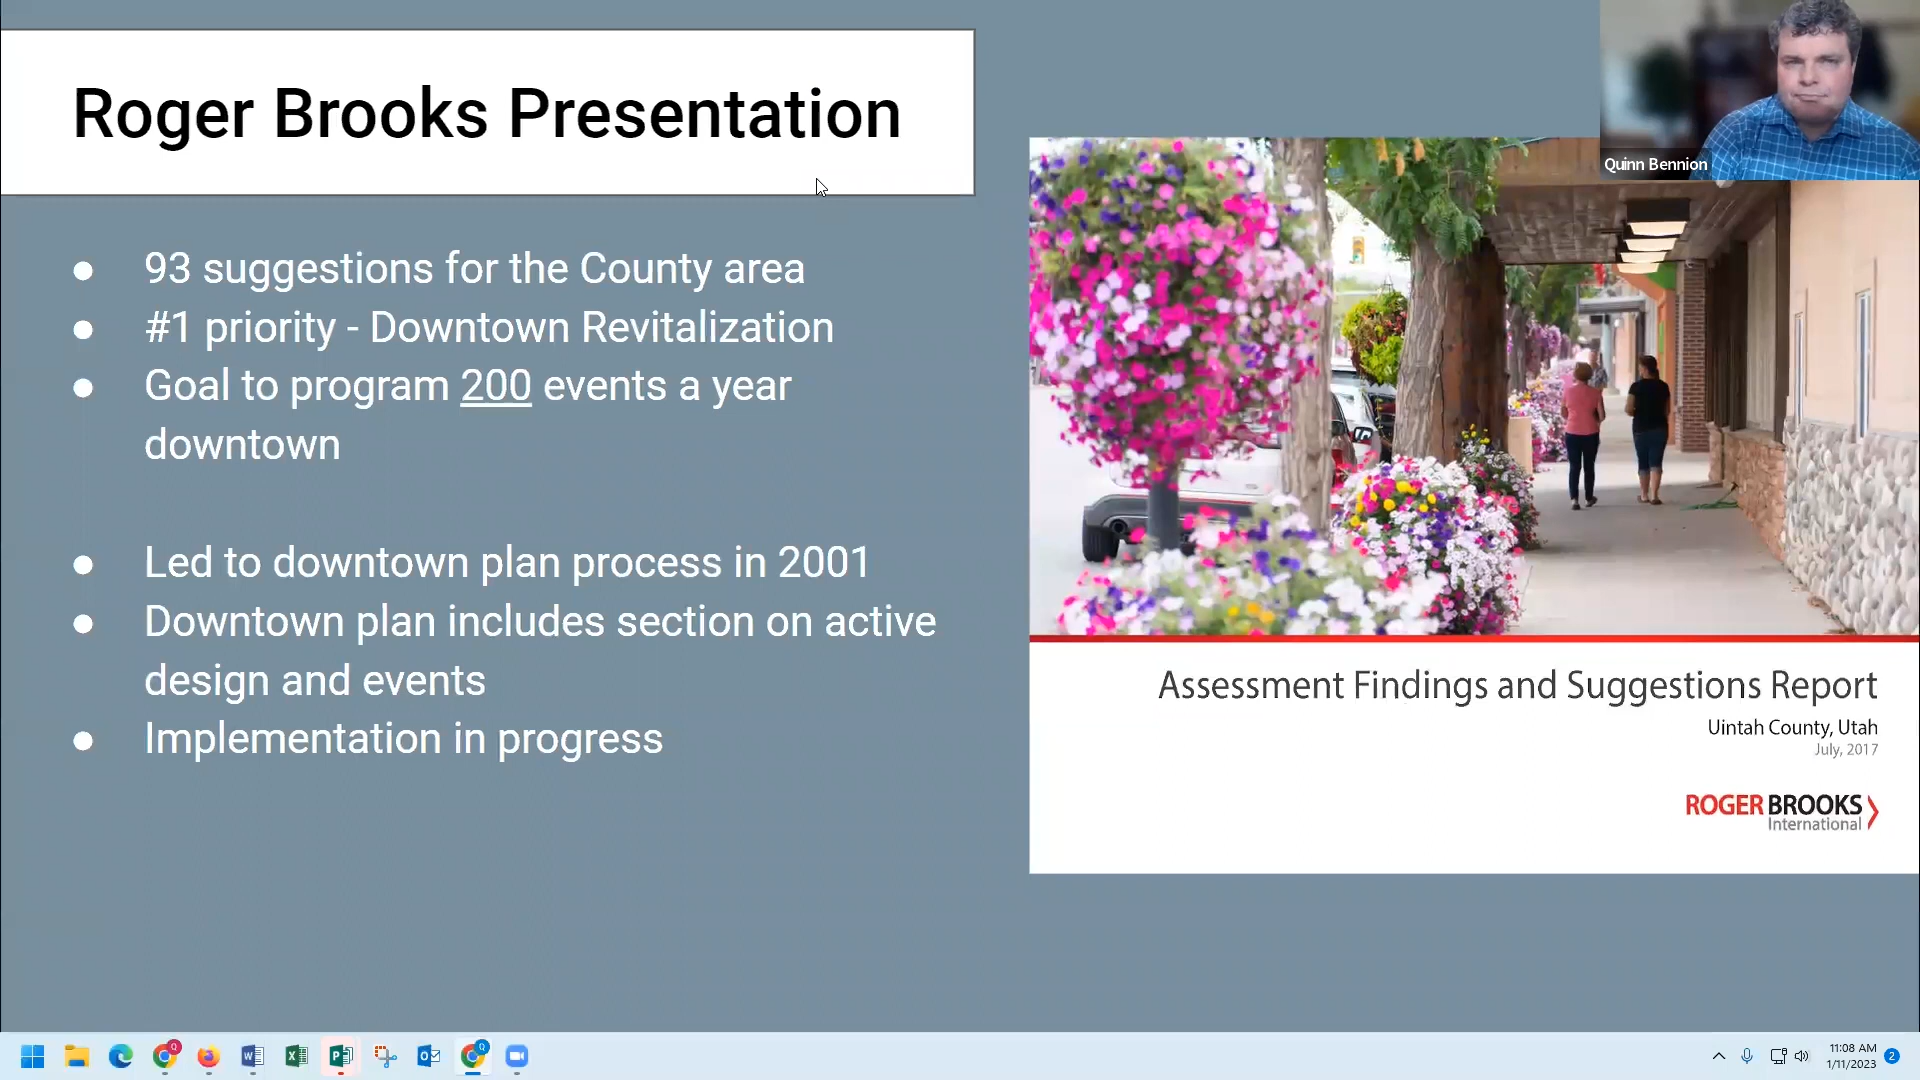 Roger Brooks Presentation
Quinn Bennion
● 93 suggestions for the County area
● #1 priority - Downtown Revitalization
● Goal to program 200 events a year
downtown
● Led to downtown plan process in 2001
● Downtown plan includes section on active
design and events
● Implementation in progress
Assessment Findings and Suggestions Report
Uintah County, Utah
July, 2017
ROGER BROOKS
International
11:08 AM
1/11/2023
2